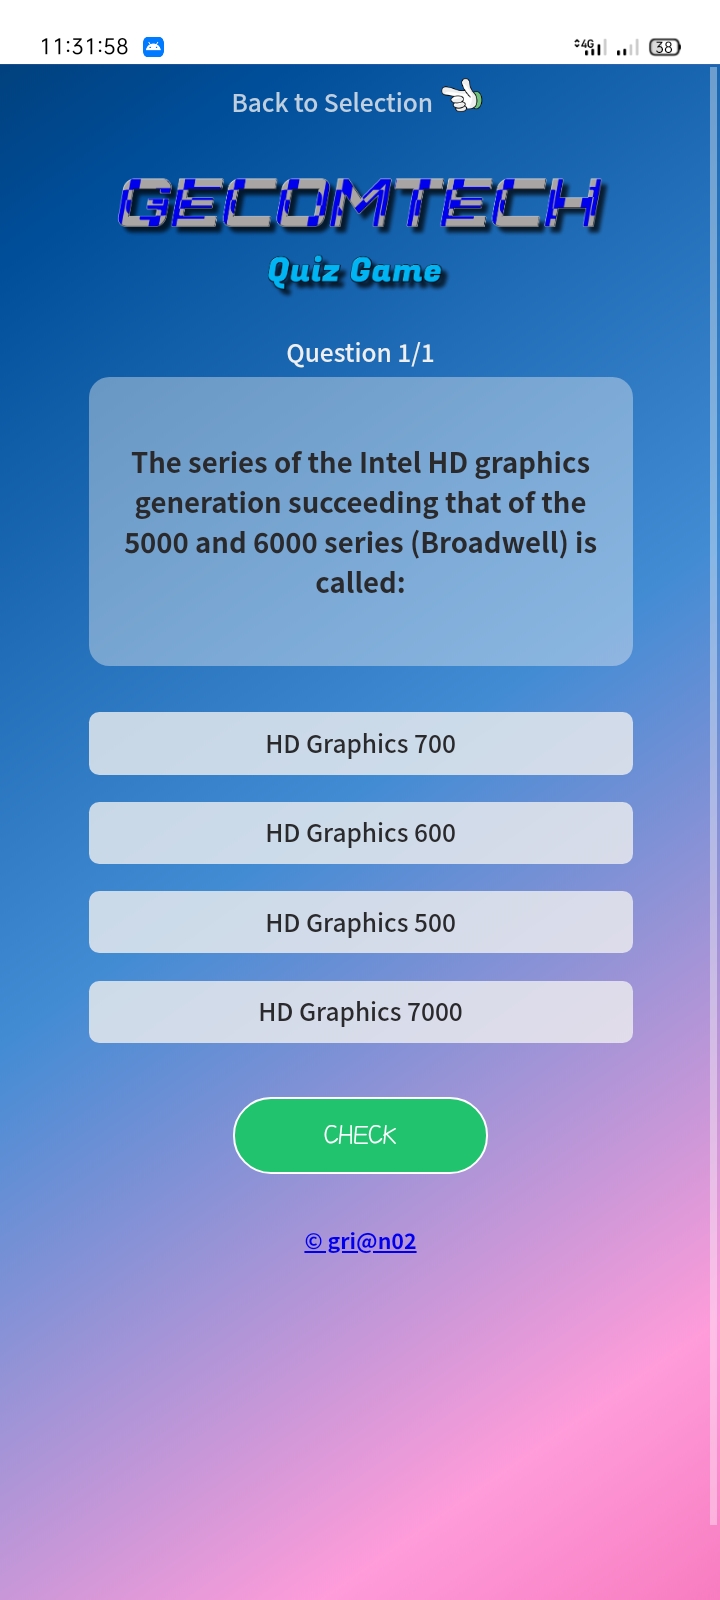 11:31:58
4G
38
Back to Selection
GECOMTECH
Quiz Game
Question 1/1
The series of the Intel HD graphics
generation succeeding that of the
5000 and 6000 series (Broadwell) is
called:
HD Graphics 700
HD Graphics 600
HD Graphics 500
HD Graphics 7000
CHECK
© gri@n02